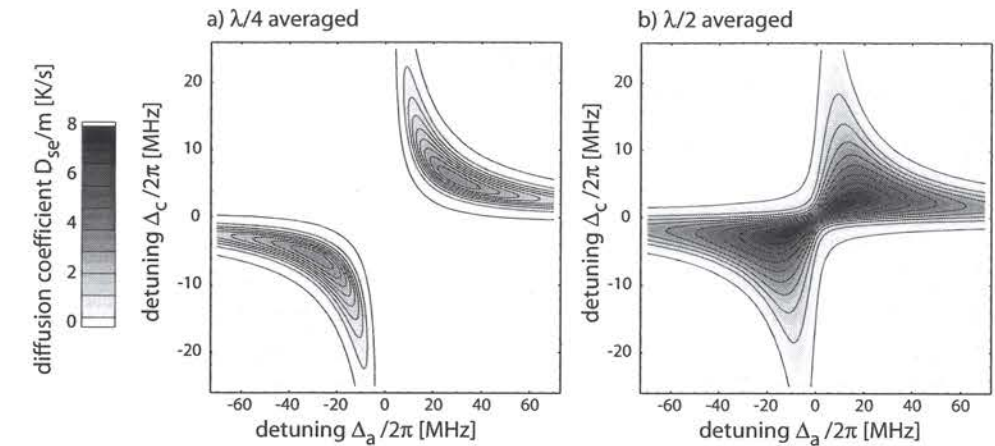 a) λ/4 averaged
b) λ/2 averaged
diffusion coefficient D_se/m [K/s]
8
6
4
2
0
detuning Δ_c/2π [MHz]
20
10
0
-10
-20
-60 -40 -20 0 20 40 60
detuning Δ_a/2π [MHz]
detuning Δ_c/2π [MHz]
20
10
0
-10
-20
-60 -40 -20 0 20 40 60
detuning Δ_a/2π [MHz]